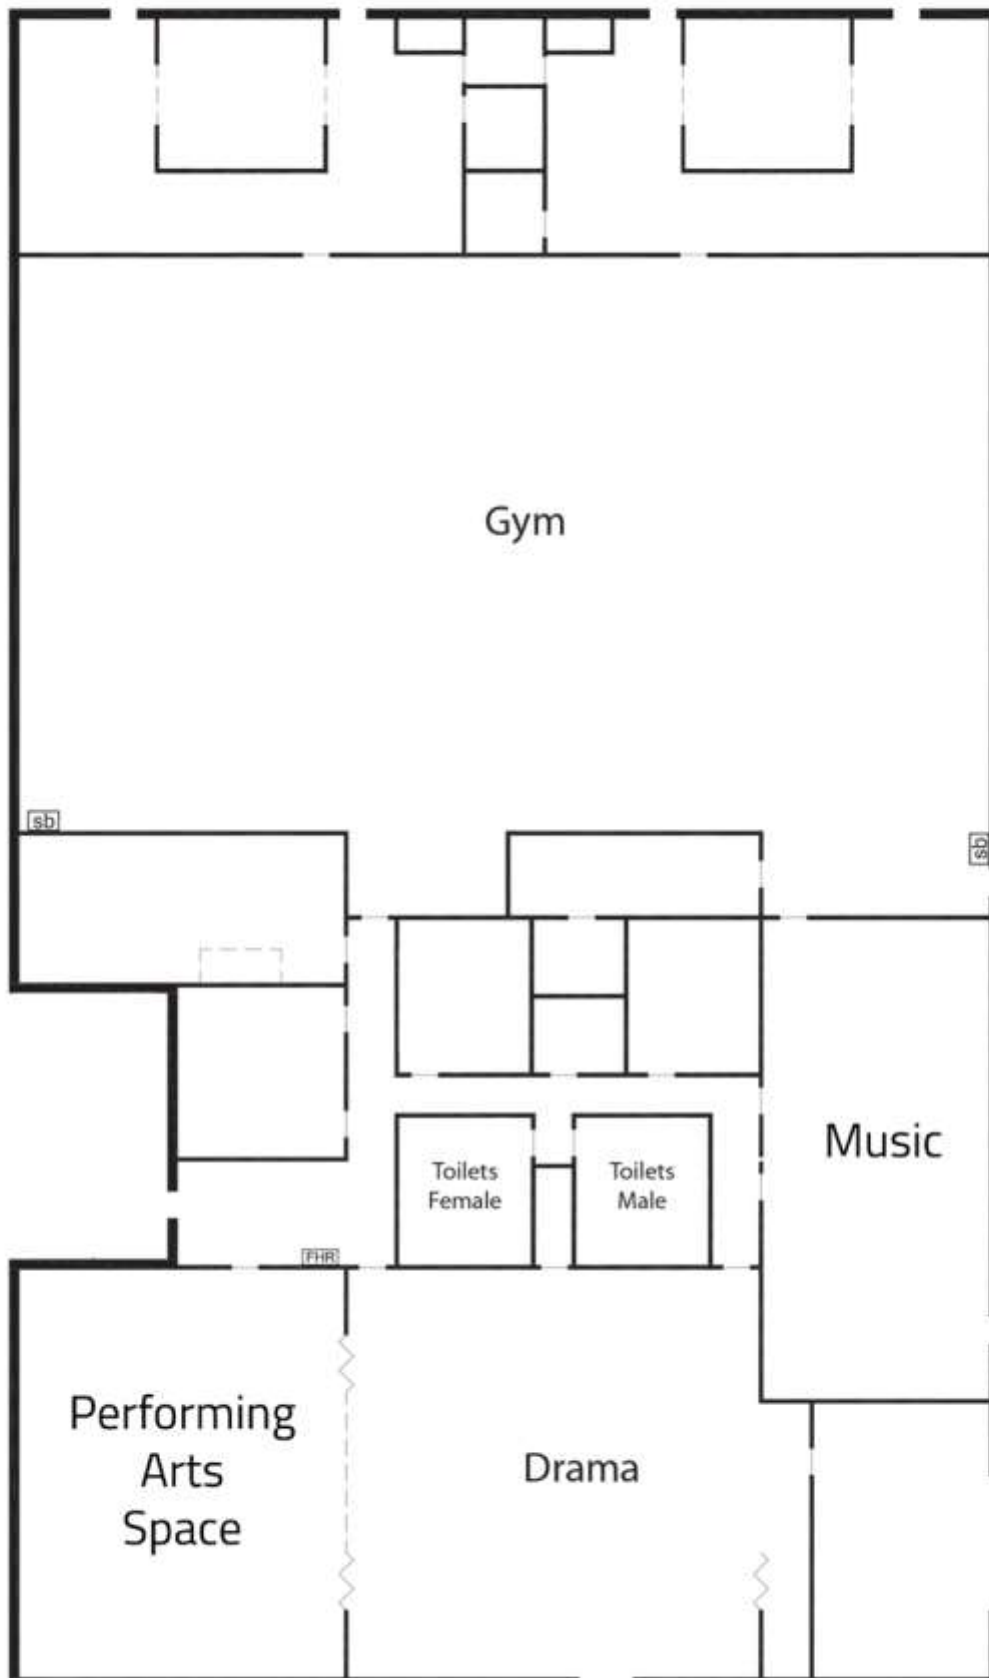 Gym
sb
sb
Music
Toilets
Female
Toilets
Male
FHR
Performing
Arts
Space
Drama